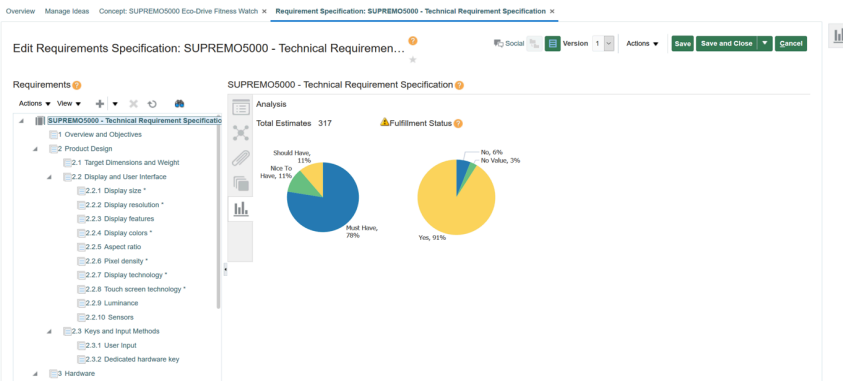 Overview Manage Ideas Concept: SUPREMO5000 Eco-Drive Fitness Watch × Requirement Specification: SUPREMO5000 - Technical Requirement Specification ×
Edit Requirements Specification: SUPREMO5000 - Technical Requiremen... ?
Social Version 1 Actions Save Save and Close Cancel
Requirements ?
SUPREMO5000 - Technical Requirement Specification ?
Actions View
Analysis
SUPREMO5000 - Technical Requirement Specificatio
Total Estimates 317
Fulfillment Status ?
1 Overview and Objectives
2 Product Design
2.1 Target Dimensions and Weight
2.2 Display and User Interface
2.2.1 Display size *
2.2.2 Display resolution *
2.2.3 Display features
2.2.4 Display colors *
2.2.5 Aspect ratio
2.2.6 Pixel density *
2.2.7 Display technology *
2.2.8 Touch screen technology *
2.2.9 Luminance
2.2.10 Sensors
2.3 Keys and Input Methods
2.3.1 User Input
2.3.2 Dedicated hardware key
3 Hardware
Should Have,
11%
Nice To
Have, 11%
Must Have,
78%
No, 6%
No Value, 3%
Yes, 91%